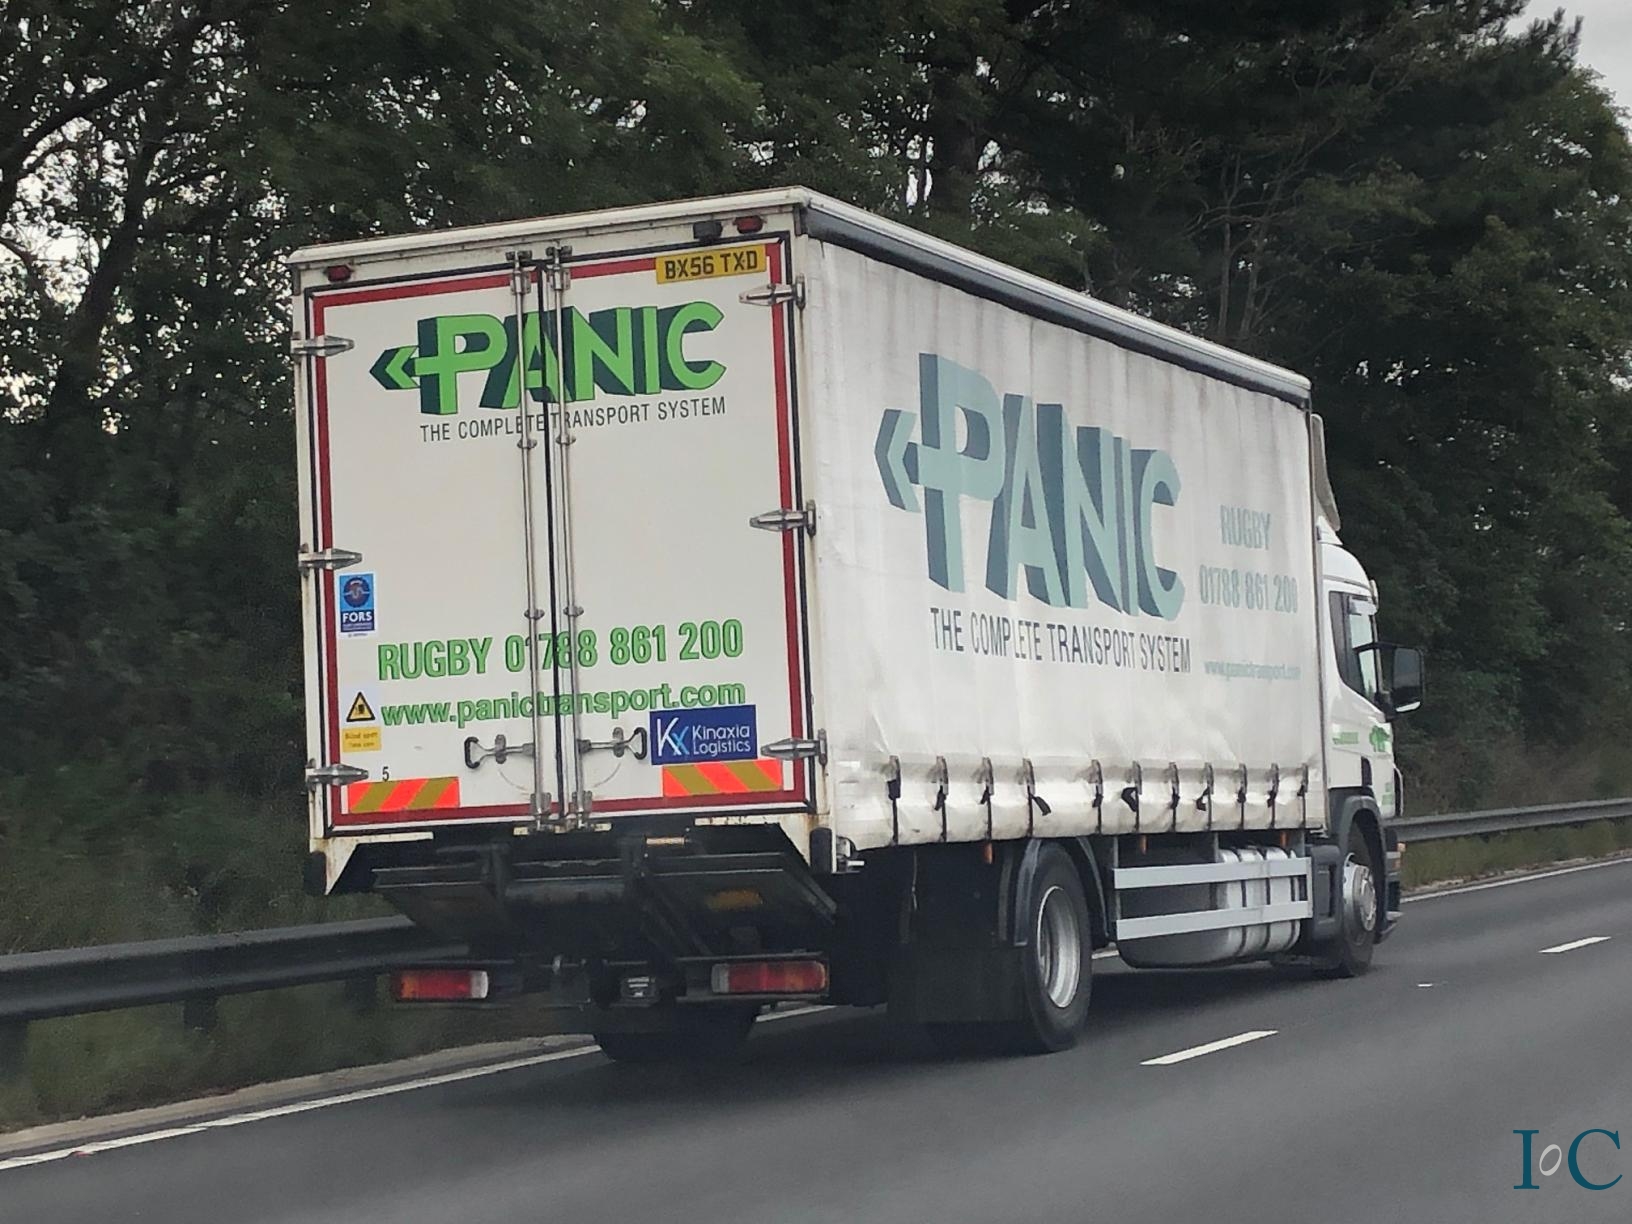 BX56 TXD
PANIC
THE COMPLETE TRANSPORT SYSTEM
FORS
RUGBY 01788 861 200
www.panictransport.com
Kx Kinaxia
Logistics
5
PANIC
THE COMPLETE TRANSPORT SYSTEM
RUGBY
01788 861 200
www.panictransport.com
IoC